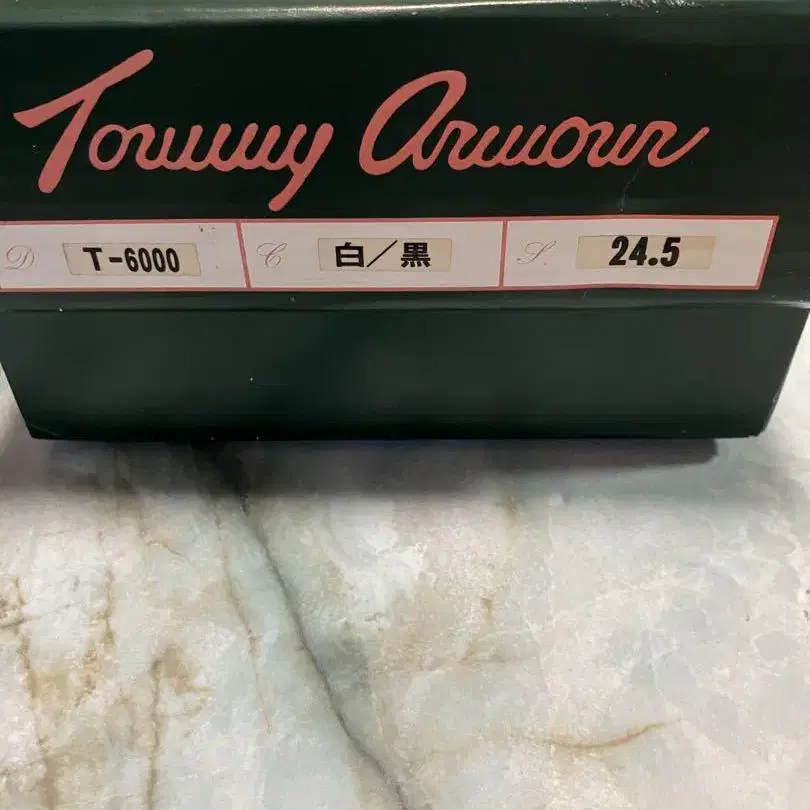 Tommy Armour
D T-6000 C 白/黒 S. 24.5